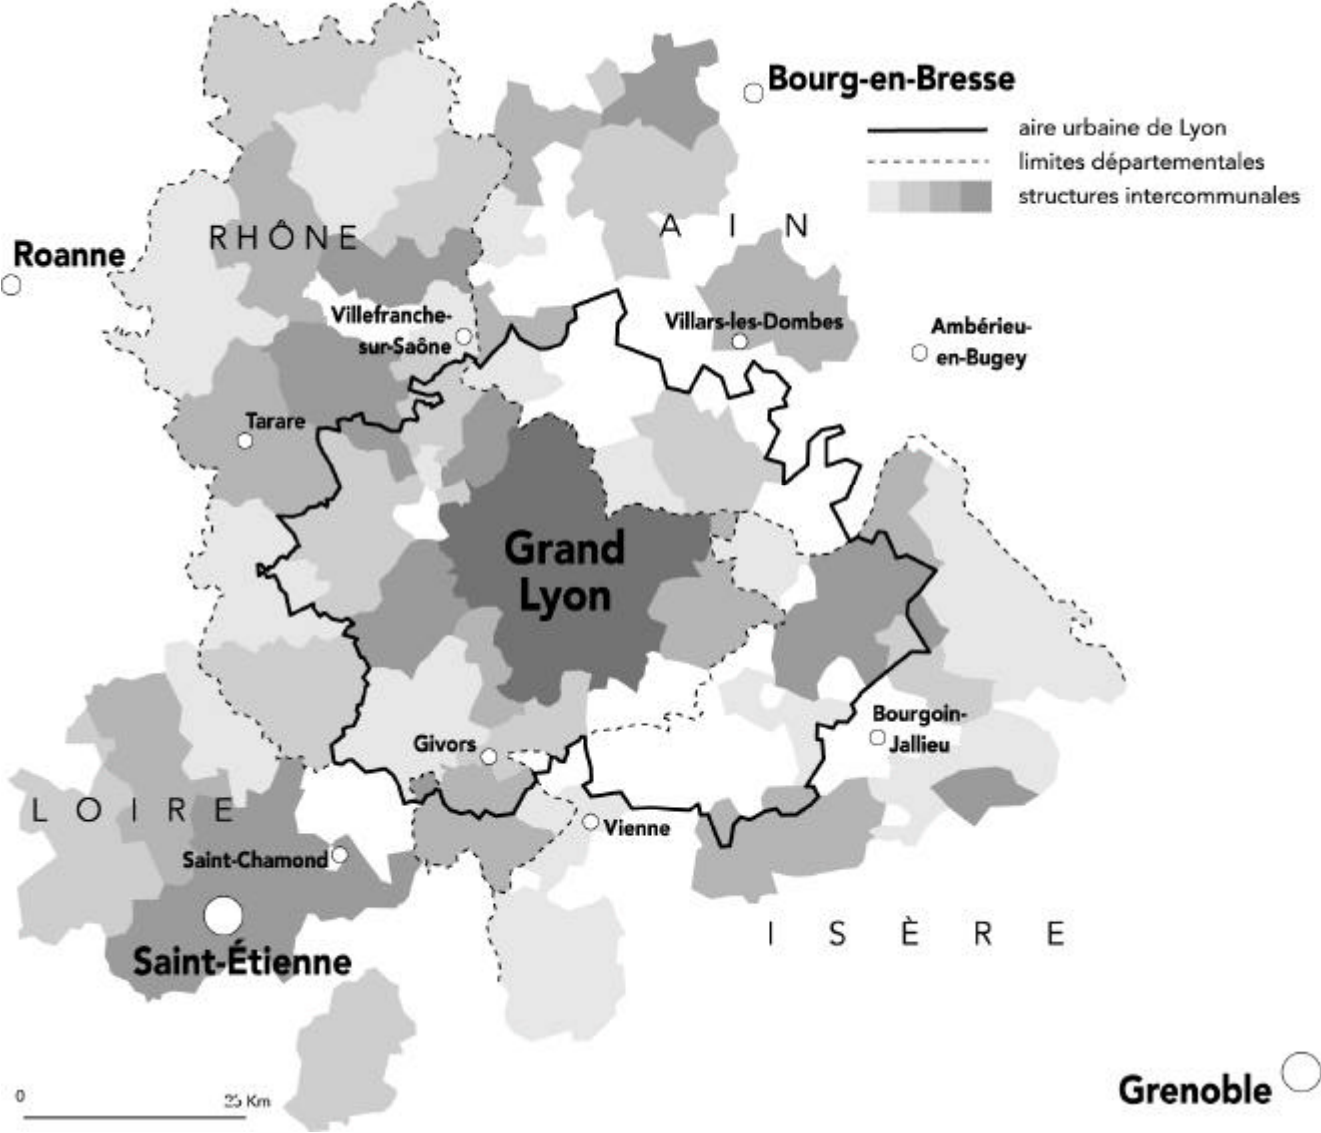 Bourg-en-Bresse
aire urbaine de Lyon
limites départementales
structures intercommunales
AIN
RHÔNE
Roanne
Villefranche-
sur-Saône
Villars-les-Dombes
Ambérieu-
en-Bugey
Tarare
Grand
Lyon
Bourgoin-
Jallieu
Givors
LOIRE
Vienne
Saint-Chamond
ISÈRE
Saint-Étienne
Grenoble
0
25 Km